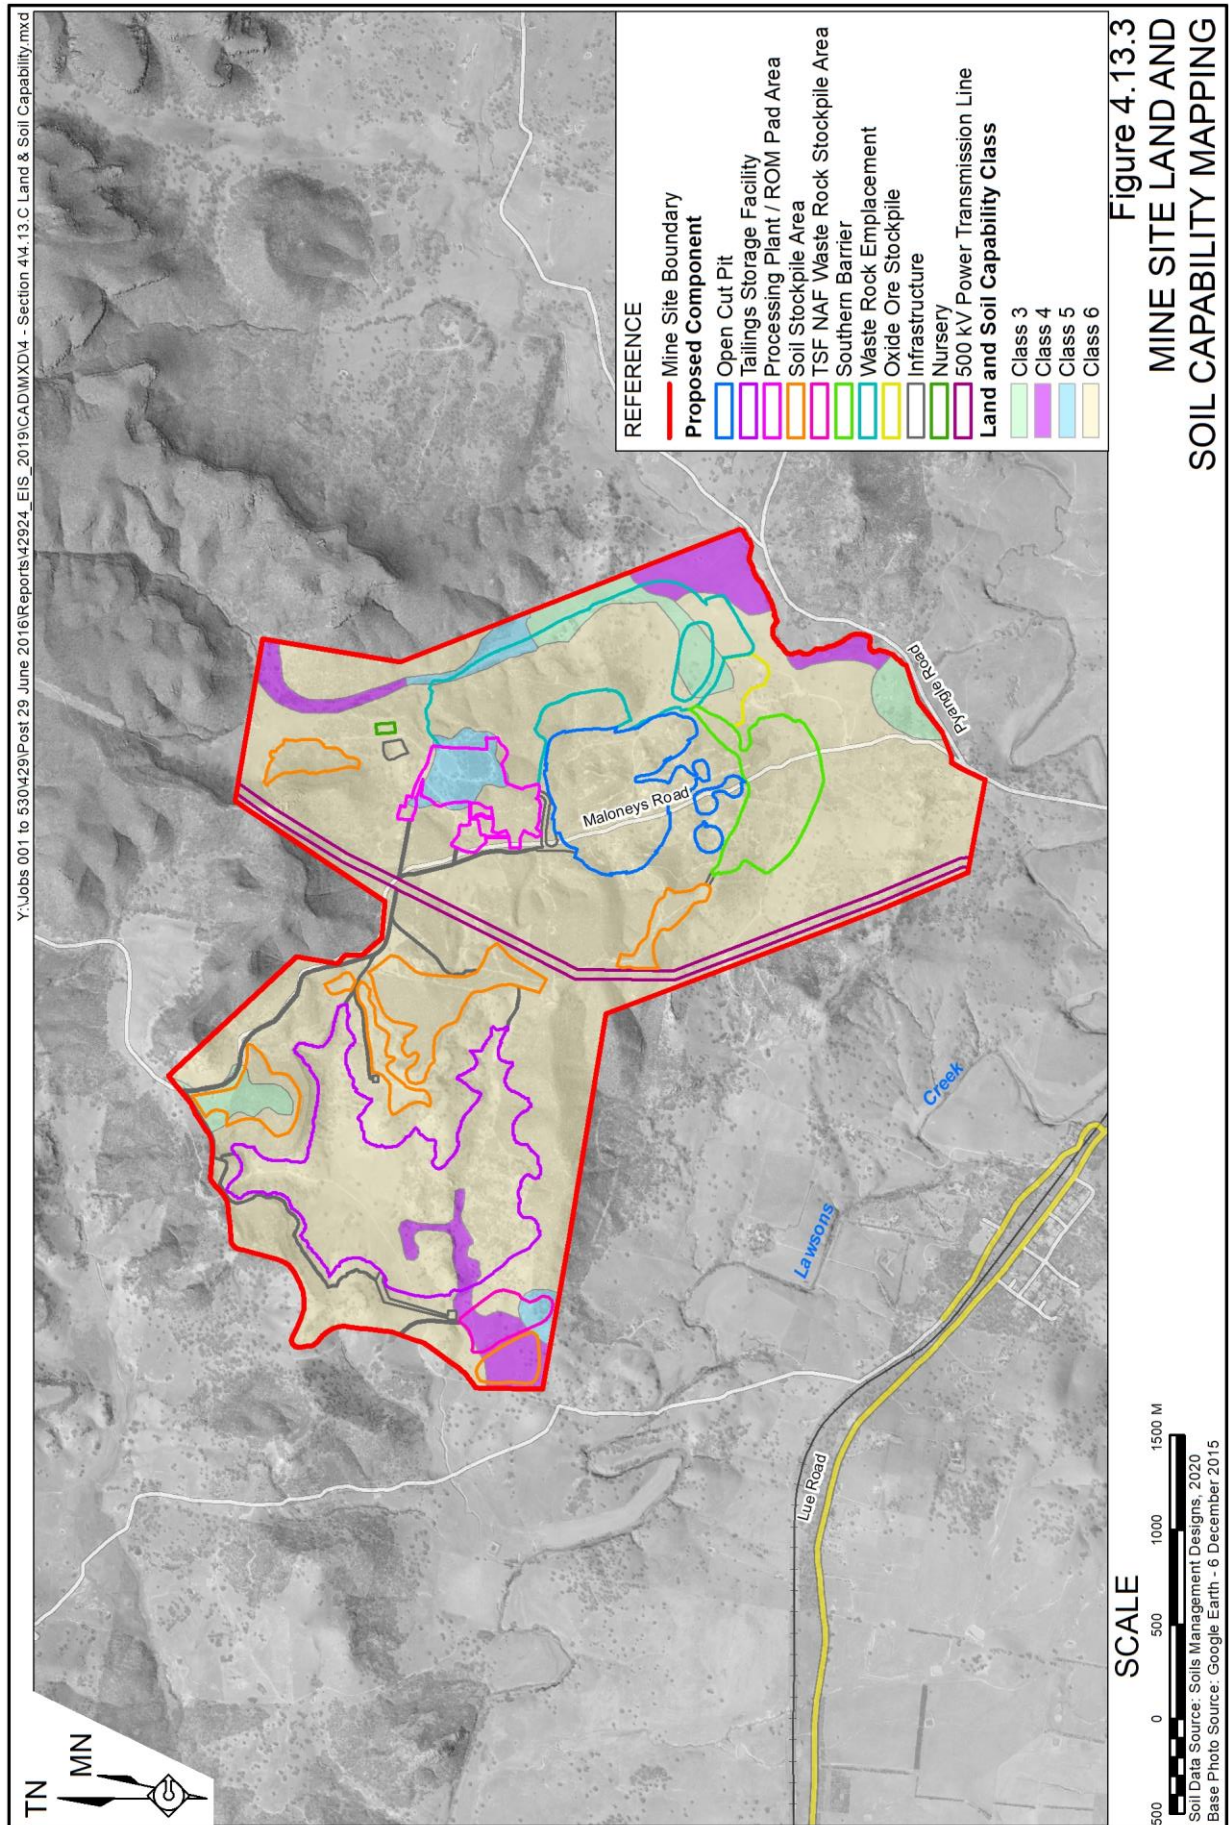 Y:\Jobs 001 to 530\429\Post 29 June 2016\Reports\42924_EIS_2019\CAD\MXD\4 - Section 4\4.13.C Land & Soil Capability.mxd
TN
MN
REFERENCE
Mine Site Boundary
Proposed Component
Open Cut Pit
Tailings Storage Facility
Processing Plant / ROM Pad Area
Soil Stockpile Area
TSF NAF Waste Rock Stockpile Area
Southern Barrier
Waste Rock Emplacement
Oxide Ore Stockpile
Infrastructure
Nursery
500 kV Power Transmission Line
Land and Soil Capability Class
Class 3
Class 4
Class 5
Class 6
Maloneys Road
Pyangle Road
Lawsons
Creek
Lue Road
SCALE
500 0 500 1000 1500 M
Soil Data Source: Soils Management Designs, 2020
Base Photo Source: Google Earth - 6 December 2015
Figure 4.13.3
MINE SITE LAND AND
SOIL CAPABILITY MAPPING